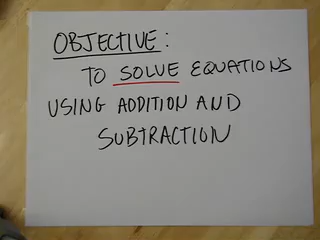 OBJECTIVE:
TO SOLVE EQUATIONS
USING ADDITION AND
SUBTRACTION